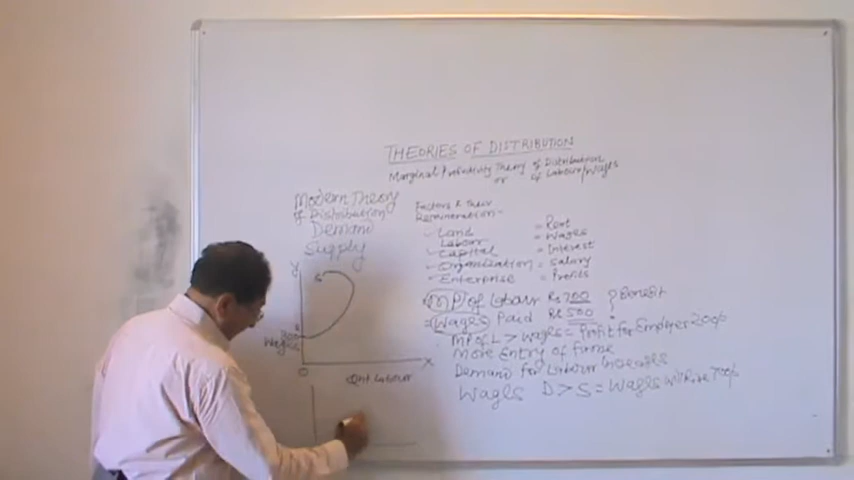 THEORIES OF DISTRIBUTION
Marginal Productivity Theory of Distribution
or of Labour/Wages
Modern Theory
of Distribution
Demand
Supply
Factors & their
Remuneration-
Land = Rent
Labour = Wages
Capital = Interest
Organization = Salary
Enterprise = Profits
MP of Labour Rs 700 Benefit
= Wages Paid Rs 500
MP of L > Wages = Profit for Employer 200/-
More Entry of Firms
Demand for Labour Increases
Wages D > S = Wages will Rise 700/-
Y
S
Wages
O
X
Qnt Labour